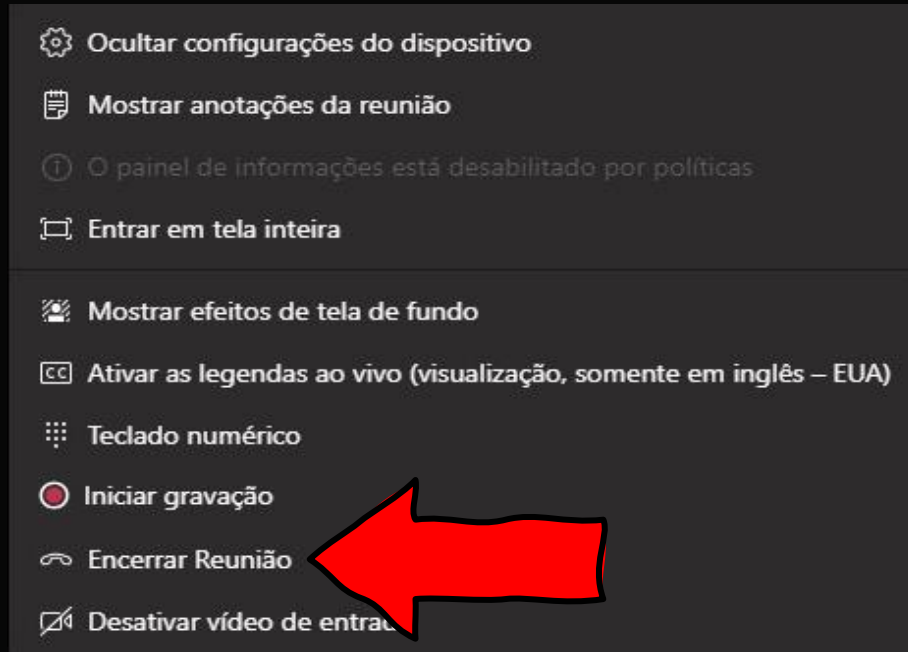 Ocultar configurações do dispositivo
Mostrar anotações da reunião
O painel de informações está desabilitado por políticas
Entrar em tela inteira
Mostrar efeitos de tela de fundo
CC Ativar as legendas ao vivo (visualização, somente em inglês – EUA)
Teclado numérico
Iniciar gravação
Encerrar Reunião
Desativar vídeo de